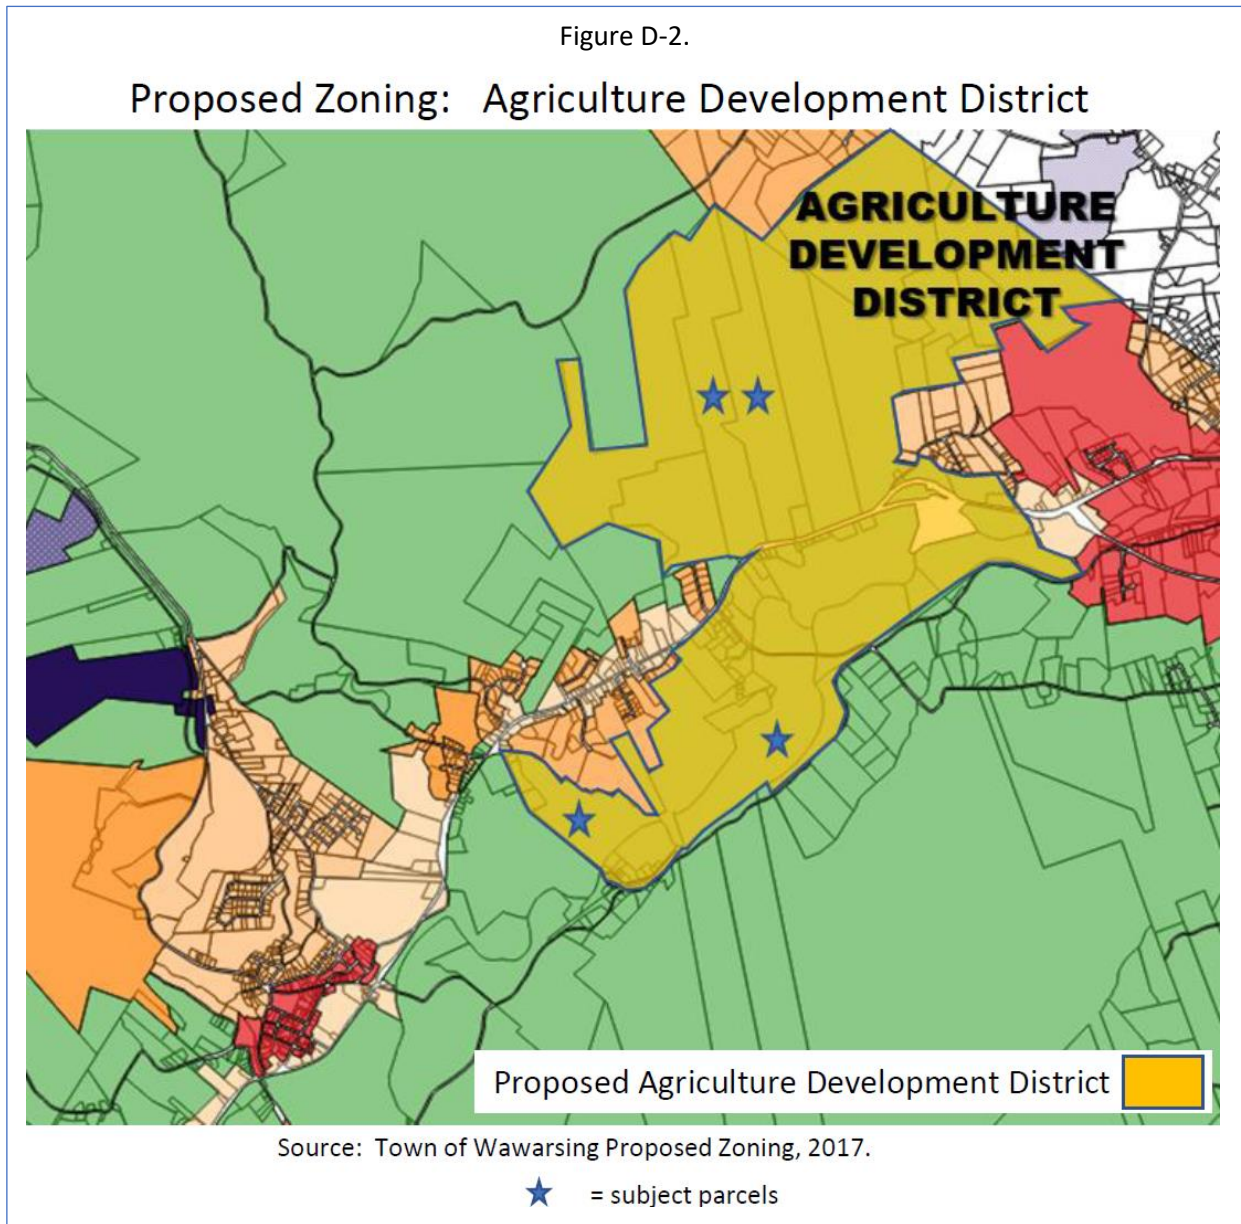 Figure D-2.
Proposed Zoning: Agriculture Development District
AGRICULTURE
DEVELOPMENT
DISTRICT
Proposed Agriculture Development District
Source: Town of Wawarsing Proposed Zoning, 2017.
= subject parcels